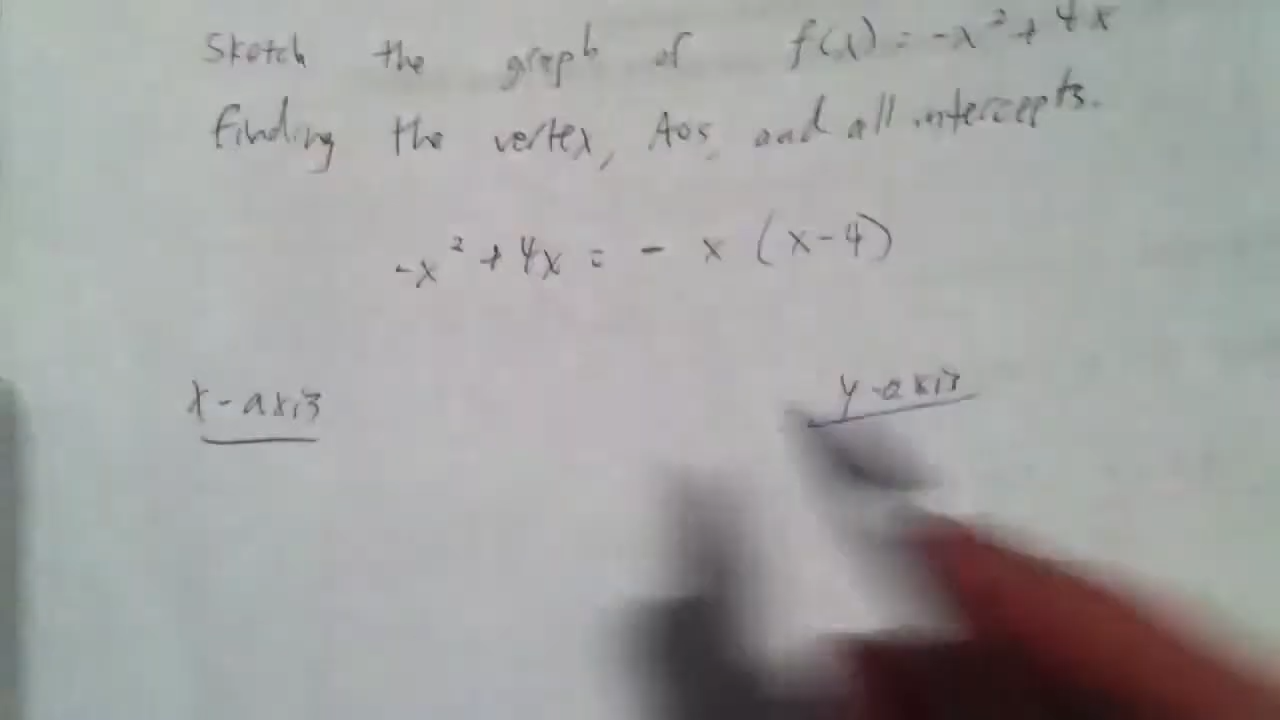 Sketch the graph of f(x) = -x² + 4x
finding the vertex, Aos, and all intercepts.
-x² + 4x = - x (x-4)
x-axis
y-axis